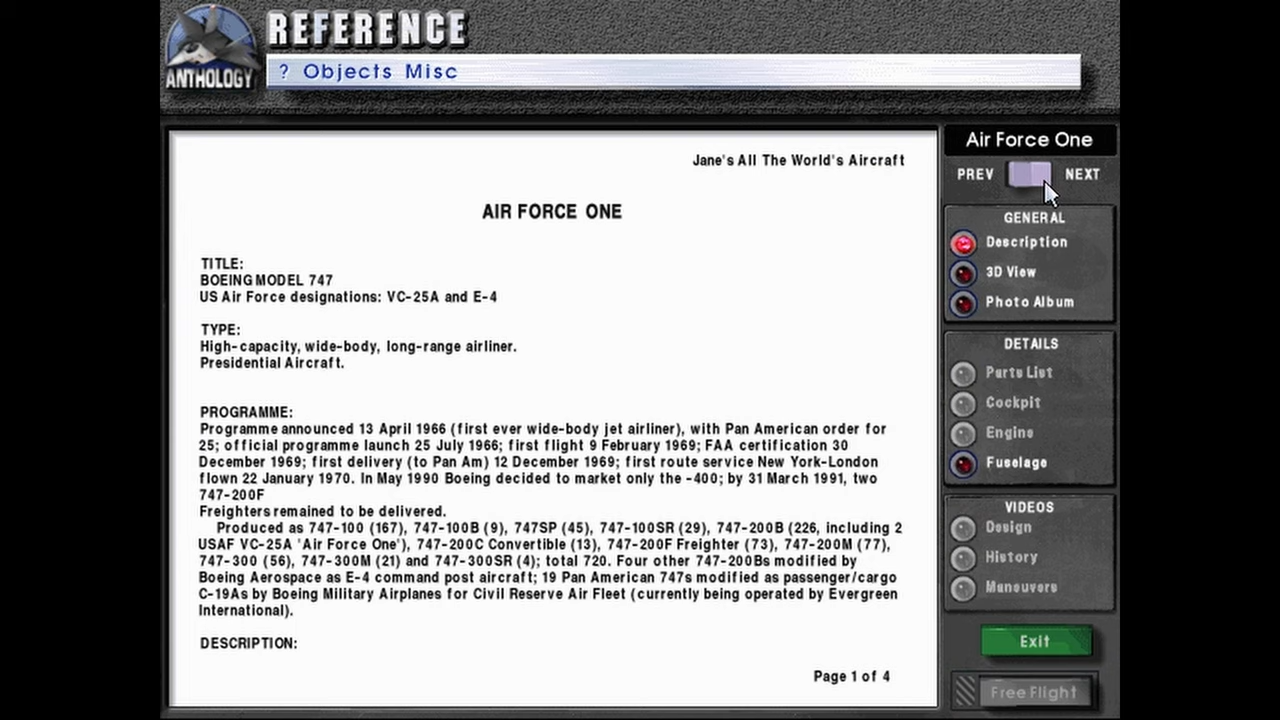 REFERENCE
ANTHOLOGY
? Objects Misc
Jane's All The World's Aircraft
AIR FORCE ONE
TITLE:
BOEING MODEL 747
US Air Force designations: VC-25A and E-4
TYPE:
High-capacity, wide-body, long-range airliner.
Presidential Aircraft.
PROGRAMME:
Programme announced 13 April 1966 (first ever wide-body jet airliner), with Pan American order for
25; official programme launch 25 July 1966; first flight 9 February 1969; FAA certification 30
December 1969; first delivery (to Pan Am) 12 December 1969; first route service New York-London
flown 22 January 1970. In May 1990 Boeing decided to market only the -400; by 31 March 1991, two
747-200F
Freighters remained to be delivered.
Produced as 747-100 (167), 747-100B (9), 747SP (45), 747-100SR (29), 747-200B (226, including 2
USAF VC-25A 'Air Force One'), 747-200C Convertible (13), 747-200F Freighter (73), 747-200M (77),
747-300 (56), 747-300M (21) and 747-300SR (4); total 720. Four other 747-200Bs modified by
Boeing Aerospace as E-4 command post aircraft; 19 Pan American 747s modified as passenger/cargo
C-19As by Boeing Military Airplanes for Civil Reserve Air Fleet (currently being operated by Evergreen
International).
DESCRIPTION:
Page 1 of 4
Air Force One
PREV NEXT
GENERAL
Description
3D View
Photo Album
DETAILS
Parts List
Cockpit
Engine
Fuselage
VIDEOS
Design
History
Maneuvers
Exit
Free Flight